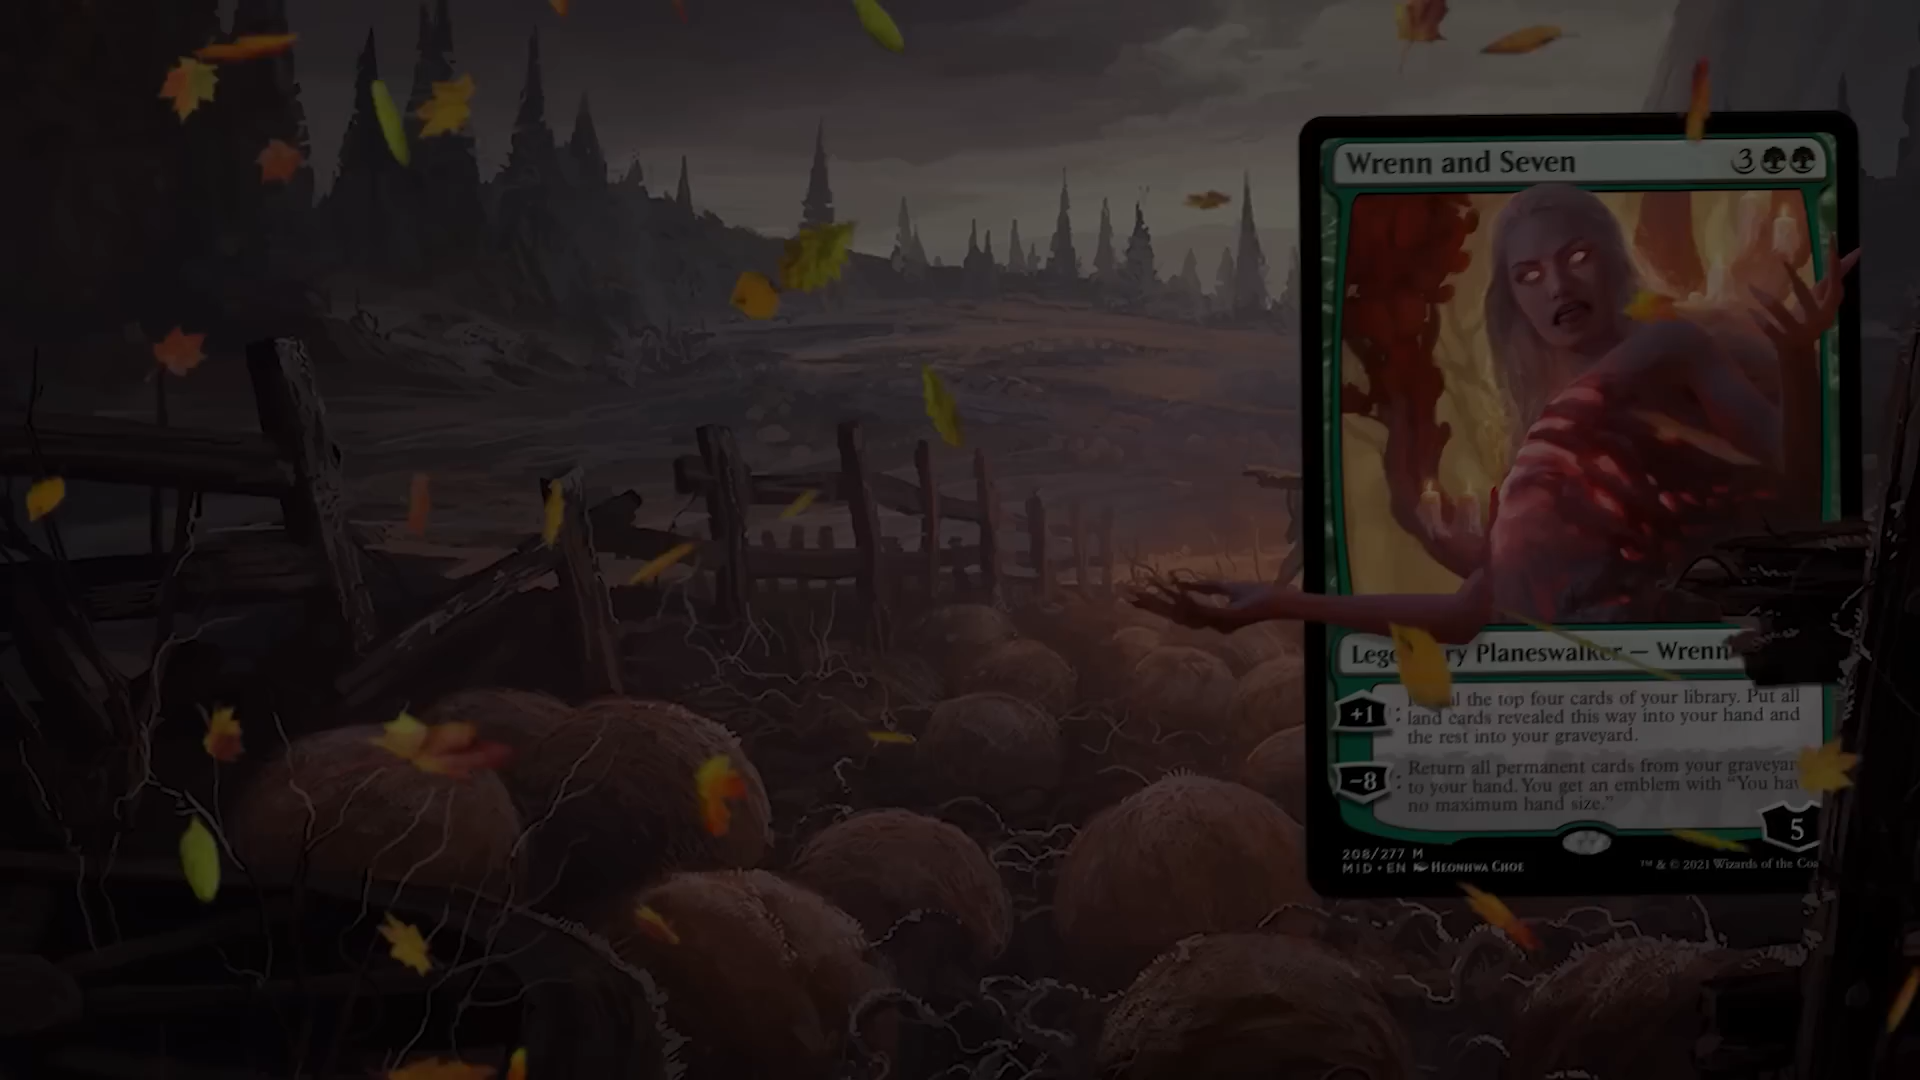 Wrenn and Seven 3
Planeswalker — Wrenn
+1: the top four cards of your library. Put all
land cards revealed this way into your hand and
the rest into your graveyard.
-8: Return all permanent cards from your
to your hand. You get an emblem with “You
no maximum hand size.”
5
208/277 M
MID • EN HEONHWA CHOE
™ & © 2021 Wizards of the